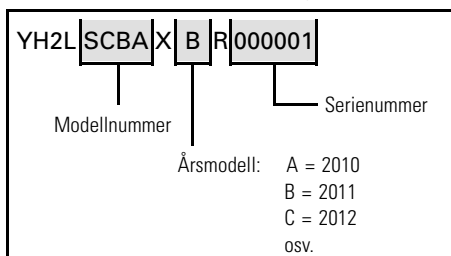 YH2L SCBA X B R 000001
Serienummer
Modellnummer
Årsmodell: A = 2010
B = 2011
C = 2012
osv.